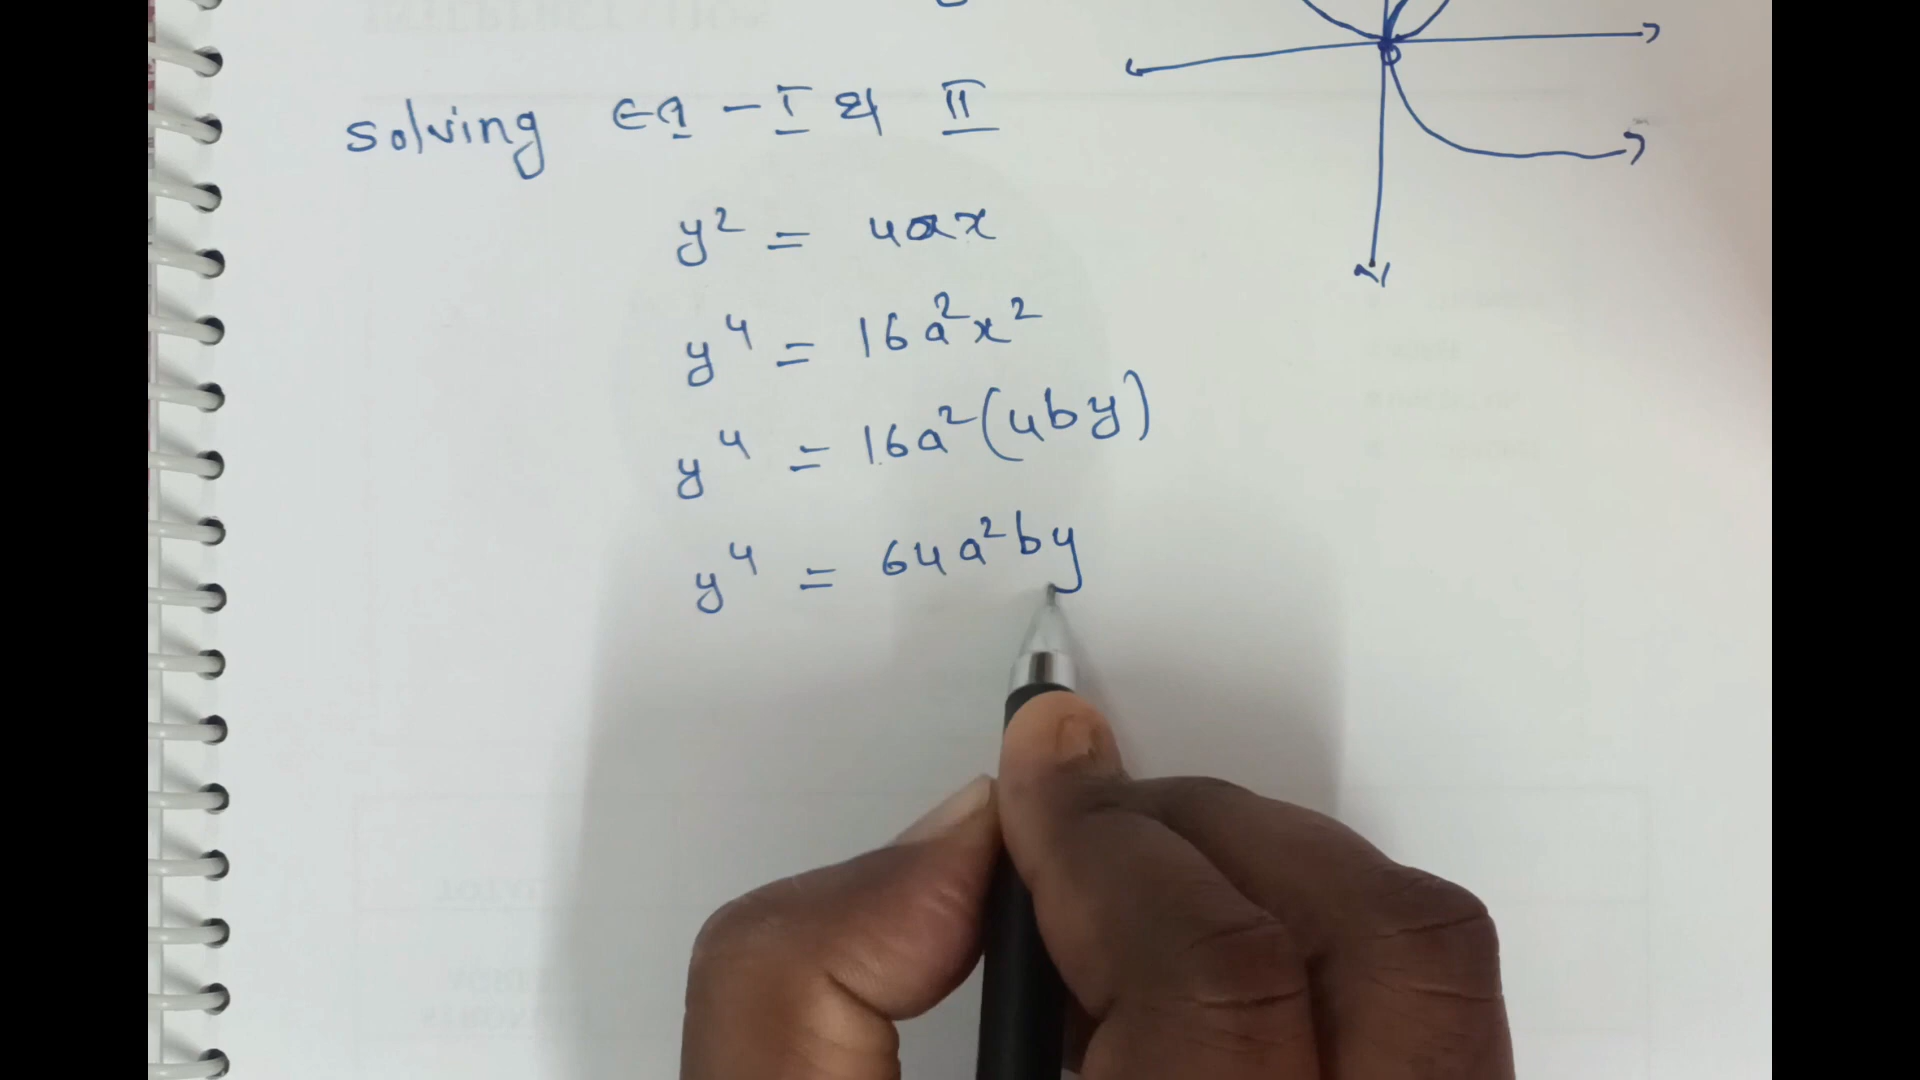 solving EQ - I & II
y² = 4ax
y⁴ = 16a²x²
y⁴ = 16a²(4by)
y⁴ = 64a²by